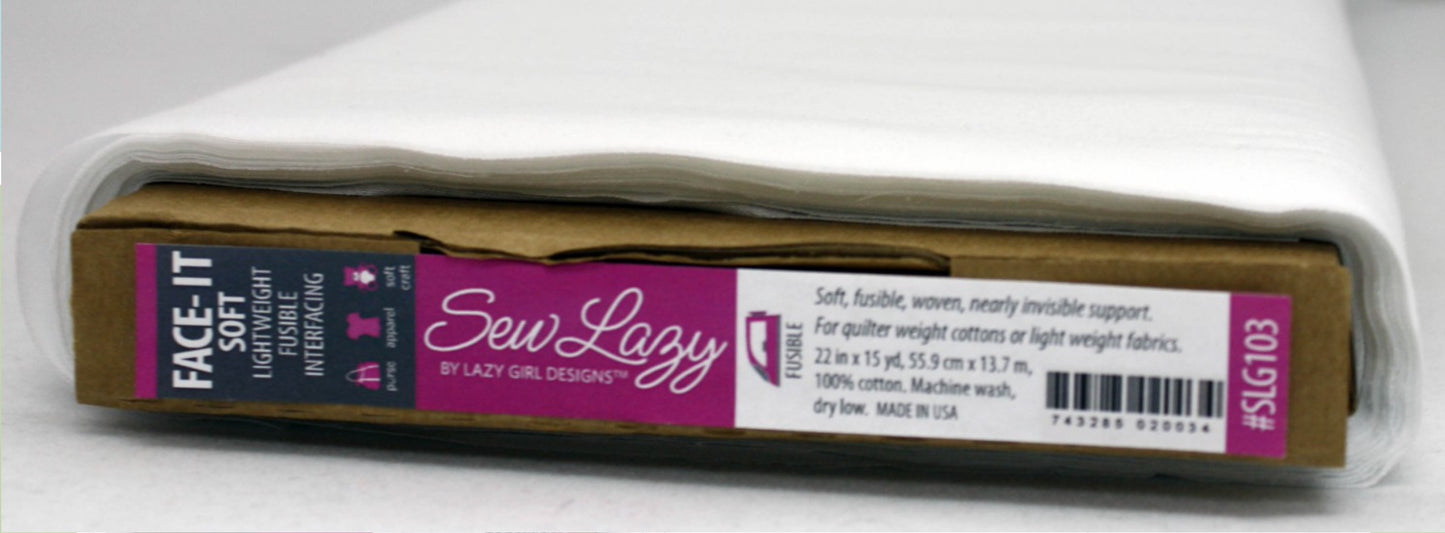 FACE-IT
SOFT
LIGHTWEIGHT
FUSIBLE
INTERFACING
purse
apparel
soft
craft
Sew Lazy
BY LAZY GIRL DESIGNS™
FUSIBLE
Soft, fusible, woven, nearly invisible support.
For quilter weight cottons or light weight fabrics.
22 in x 15 yd, 55.9 cm x 13.7 m,
100% cotton. Machine wash,
dry low. MADE IN USA
743285 020034
#SLG103